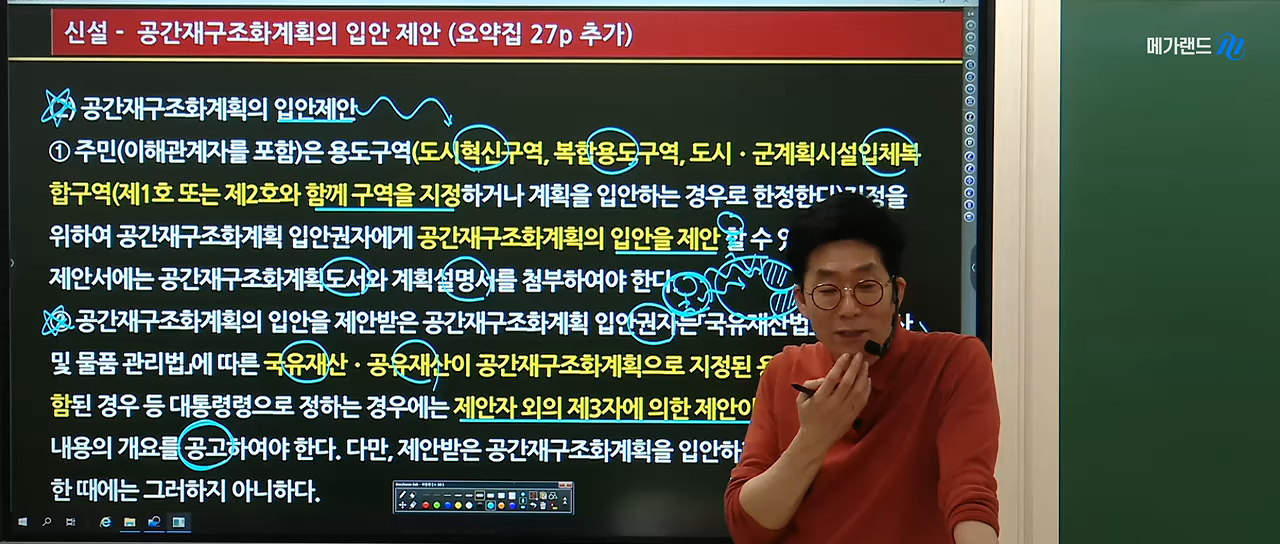 신설 - 공간재구조화계획의 입안 제안 (요약집 27p 추가)
메가랜드
2) 공간재구조화계획의 입안제안
① 주민(이해관계자를 포함)은 용도구역(도시혁신구역, 복합용도구역, 도시·군계획시설입체복
합구역(제1호 또는 제2호와 함께 구역을 지정하거나 계획을 입안하는 경우로 한정한다)지정을
위하여 공간재구조화계획 입안권자에게 공간재구조화계획의 입안을 제안할 수
제안서에는 공간재구조화계획도서와 계획설명서를 첨부하여야 한다.
② 공간재구조화계획의 입안을 제안받은 공간재구조화계획 입안권자는「국유재산법
및 물품 관리법」에 따른 국유재산·공유재산이 공간재구조화계획으로 지정된
함된 경우 등 대통령령으로 정하는 경우에는 제안자 외의 제3자에 의한 제안이
내용의 개요를 공고하여야 한다. 다만, 제안받은 공간재구조화계획을 입안하
한 때에는 그러하지 아니하다.